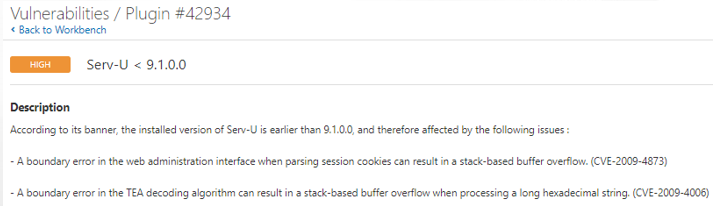 Vulnerabilities / Plugin #42934
‹ Back to Workbench
HIGH Serv-U < 9.1.0.0
Description
According to its banner, the installed version of Serv-U is earlier than 9.1.0.0, and therefore affected by the following issues :
- A boundary error in the web administration interface when parsing session cookies can result in a stack-based buffer overflow. (CVE-2009-4873)
- A boundary error in the TEA decoding algorithm can result in a stack-based buffer overflow when processing a long hexadecimal string. (CVE-2009-4006)